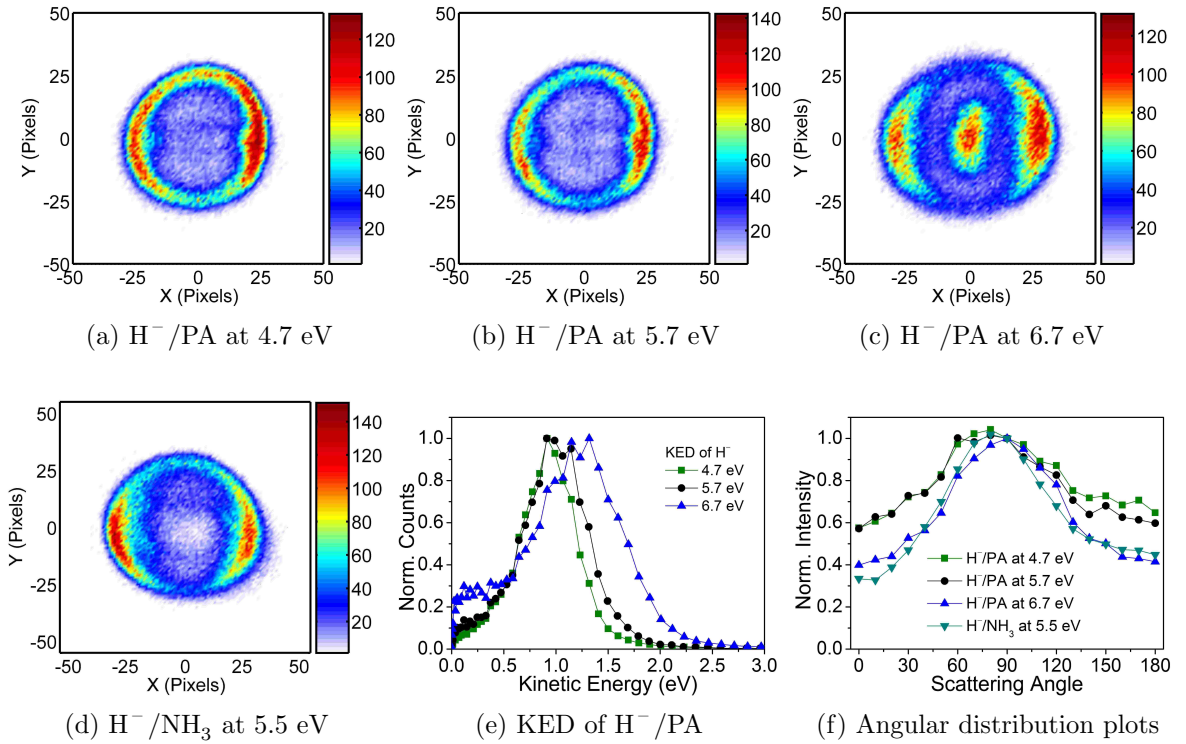 50
25
0
-25
-50
Y (Pixels)
-50 -25 0 25 50
X (Pixels)
120
100
80
60
40
20
(a) H⁻/PA at 4.7 eV
50
25
0
-25
-50
Y (Pixels)
-50 -25 0 25 50
X (Pixels)
140
120
100
80
60
40
20
(b) H⁻/PA at 5.7 eV
50
25
0
-25
-50
Y (Pixels)
-50 -25 0 25 50
X (Pixels)
120
100
80
60
40
20
(c) H⁻/PA at 6.7 eV
50
25
0
-25
-50
Y (Pixels)
-25 0 25 50
X (Pixels)
140
120
100
80
60
40
20
(d) H⁻/NH₃ at 5.5 eV
1.0
0.8
0.6
0.4
0.2
0.0
Norm. Counts
KED of H⁻
4.7 eV
5.7 eV
6.7 eV
0.0 0.5 1.0 1.5 2.0 2.5 3.0
Kinetic Energy (eV)
(e) KED of H⁻/PA
1.0
0.8
0.6
0.4
0.2
0.0
Norm. Intensity
H⁻/PA at 4.7 eV
H⁻/PA at 5.7 eV
H⁻/PA at 6.7 eV
H⁻/NH₃ at 5.5 eV
0 30 60 90 120 150 180
Scattering Angle
(f) Angular distribution plots